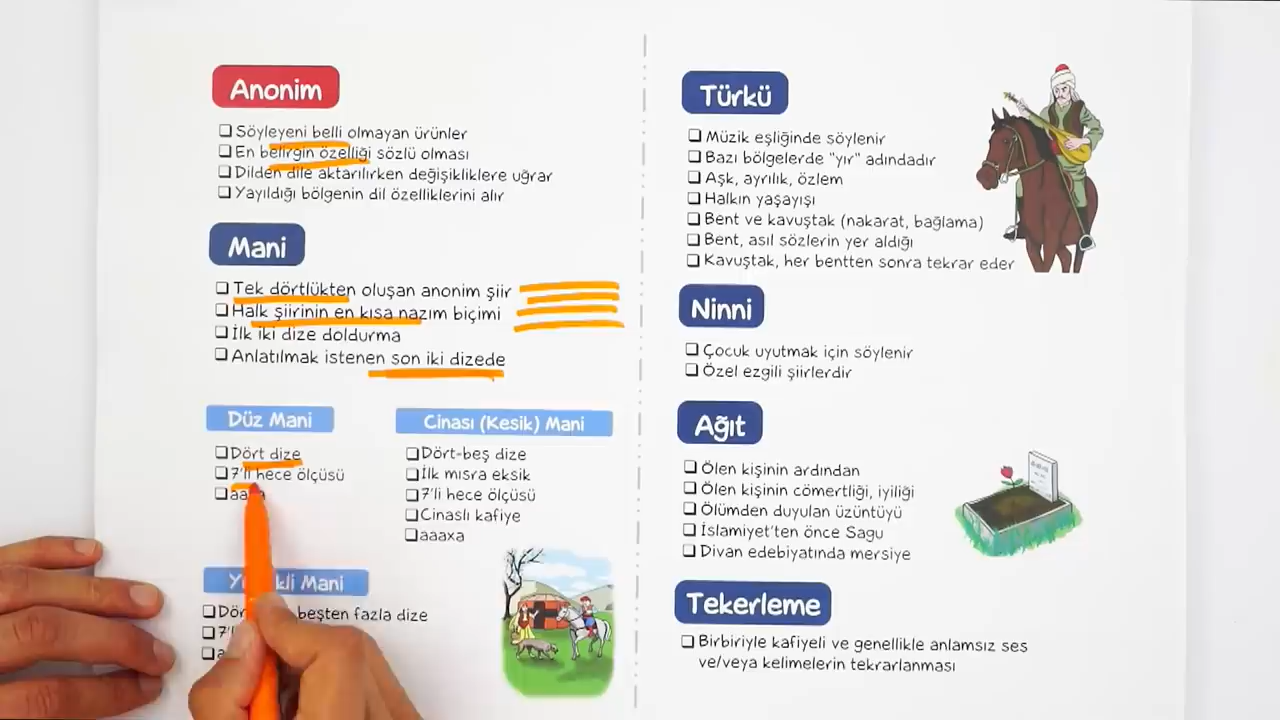 Anonim
Söyleyeni belli olmayan ürünler
En belirgin özelliği sözlü olması
Dilden dile aktarılırken değişikliklere uğrar
Yayıldığı bölgenin dil özelliklerini alır
Mani
Tek dörtlükten oluşan anonim şiir
Halk şiirinin en kısa nazım biçimi
İlk iki dize doldurma
Anlatılmak istenen son iki dizede
Düz Mani
Dört dize
7'li hece ölçüsü
Cinası (Kesik) Mani
Dört-beş dize
İlk mısra eksik
7'li hece ölçüsü
Cinaslı kafiye
aaaxa
Mani
beşten fazla dize
Türkü
Müzik eşliğinde söylenir
Bazı bölgelerde "yır" adındadır
Aşk, ayrılık, özlem
Halkın yaşayışı
Bent ve kavuştak (nakarat, bağlama)
Bent, asıl sözlerin yer aldığı
Kavuştak, her bentten sonra tekrar eder
Ninni
Çocuk uyutmak için söylenir
Özel ezgili şiirlerdir
Ağıt
Ölen kişinin ardından
Ölen kişinin cömertliği, iyiliği
Ölümden duyulan üzüntüyü
İslamiyet'ten önce Sagu
Divan edebiyatında mersiye
Tekerleme
Birbiriyle kafiyeli ve genellikle anlamsız ses
ve/veya kelimelerin tekrarlanması